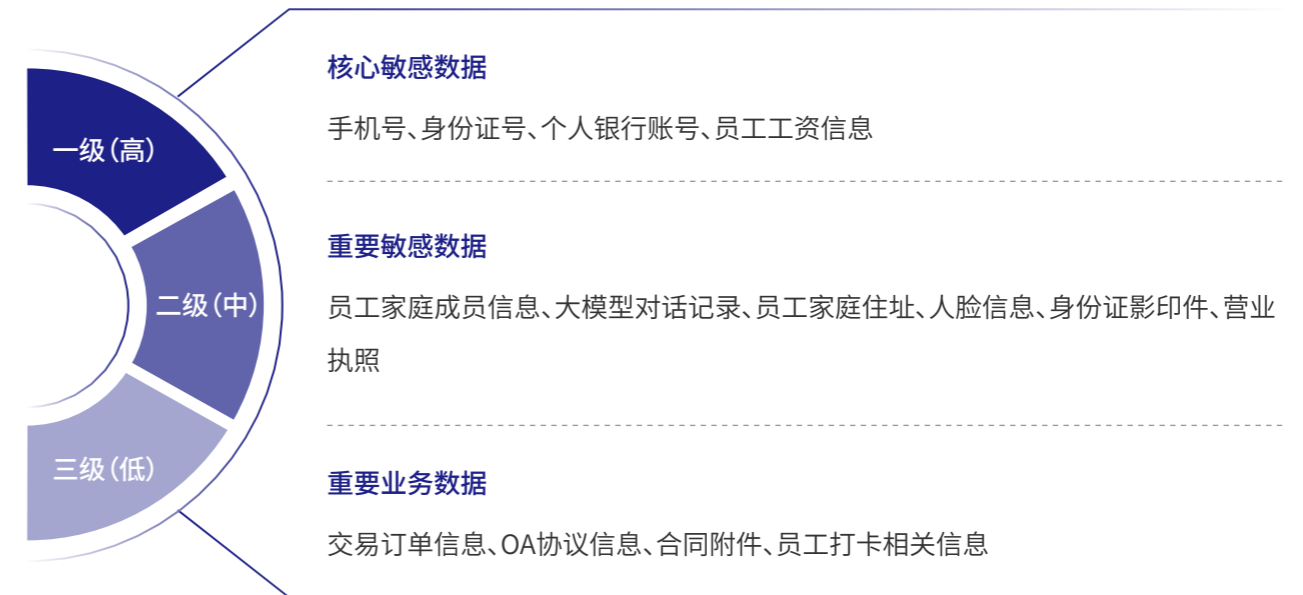 一级（高）
核心敏感数据
手机号、身份证号、个人银行账号、员工工资信息
二级（中）
重要敏感数据
员工家庭成员信息、大模型对话记录、员工家庭住址、人脸信息、身份证影印件、营业
执照
三级（低）
重要业务数据
交易订单信息、OA协议信息、合同附件、员工打卡相关信息